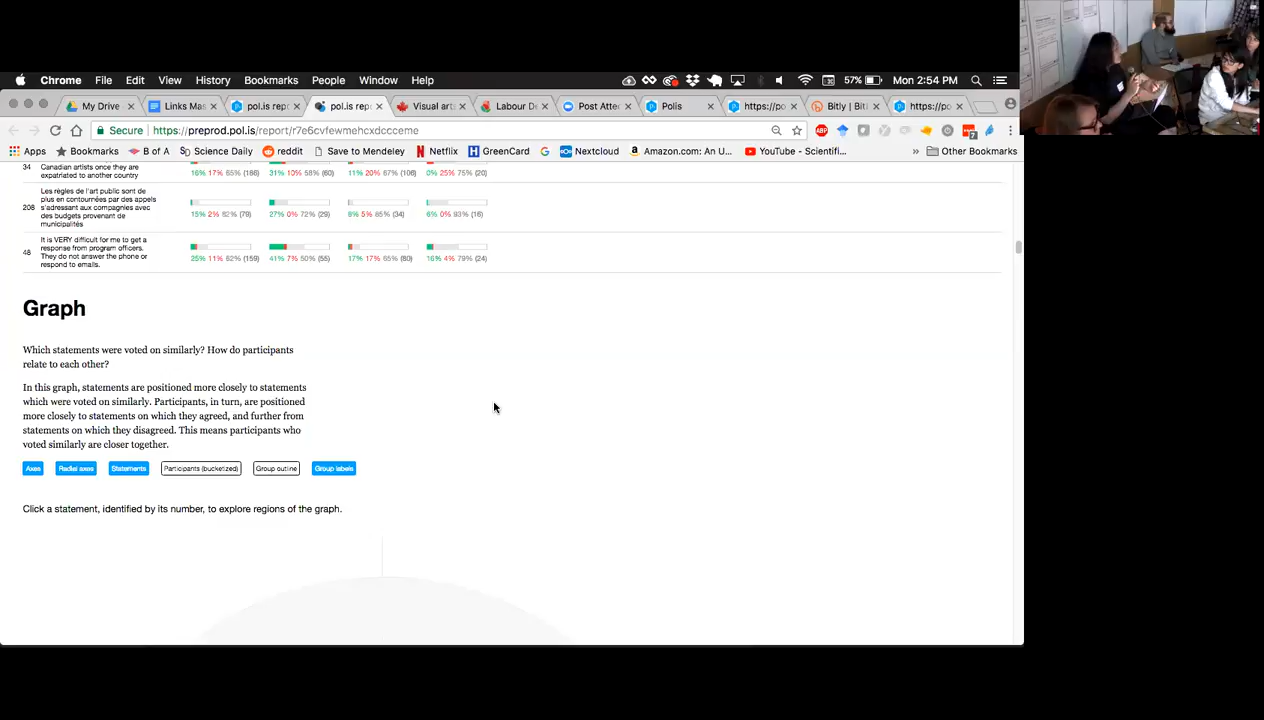 Chrome File Edit View History Bookmarks People Window Help 57% Mon 2:54 PM
My Drive Links Mas pol.is repo pol.is repo Visual arts Labour De Post Atte Polis https://po Bitly | Bitl https://po
Secure https://preprod.pol.is/report/r7e6cvfewmehcxdccceme
Apps Bookmarks B of A Science Daily reddit Save to Mendeley Netflix GreenCard Nextcloud Amazon.com: An U... YouTube - Scientifi... » Other Bookmarks
34 Canadian artists once they are
expatriated to another country
16% 17% 65% (186) 31% 10% 58% (60) 11% 20% 67% (106) 0% 25% 75% (20)
208 Les règles de l'art public sont de
plus en contournées par des appels
s'adressant aux compagnies avec
des budgets provenant de
municipalités
15% 2% 82% (79) 27% 0% 72% (29) 8% 5% 85% (34) 6% 0% 93% (16)
48 It is VERY difficult for me to get a
response from program officers.
They do not answer the phone or
respond to emails.
25% 11% 62% (159) 41% 7% 50% (55) 17% 17% 65% (80) 16% 4% 79% (24)
Graph
Which statements were voted on similarly? How do participants
relate to each other?
In this graph, statements are positioned more closely to statements
which were voted on similarly. Participants, in turn, are positioned
more closely to statements on which they agreed, and further from
statements on which they disagreed. This means participants who
voted similarly are closer together.
Axes Radial axes Statements Participants (bucketized) Group outline Group labels
Click a statement, identified by its number, to explore regions of the graph.